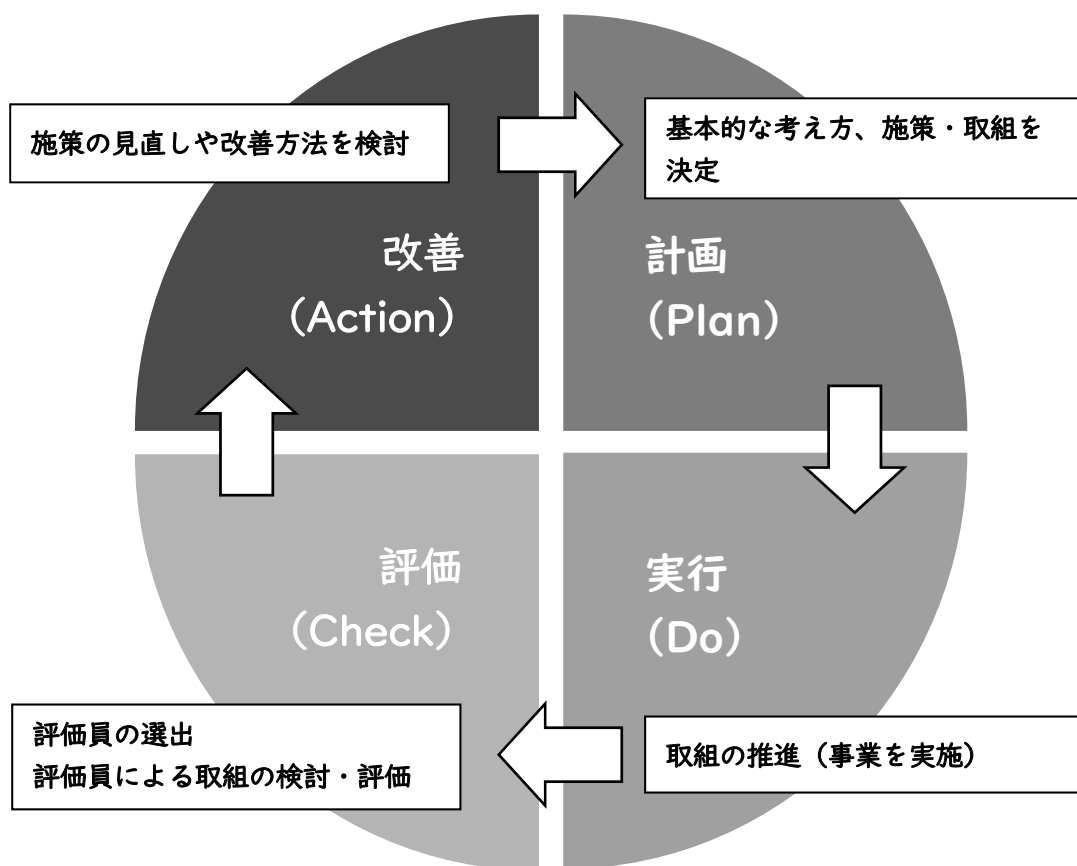 施策の見直しや改善方法を検討
基本的な考え方、施策・取組を
決定
改善
（Action）
計画
（Plan）
評価
（Check）
実行
（Do）
評価員の選出
評価員による取組の検討・評価
取組の推進（事業を実施）